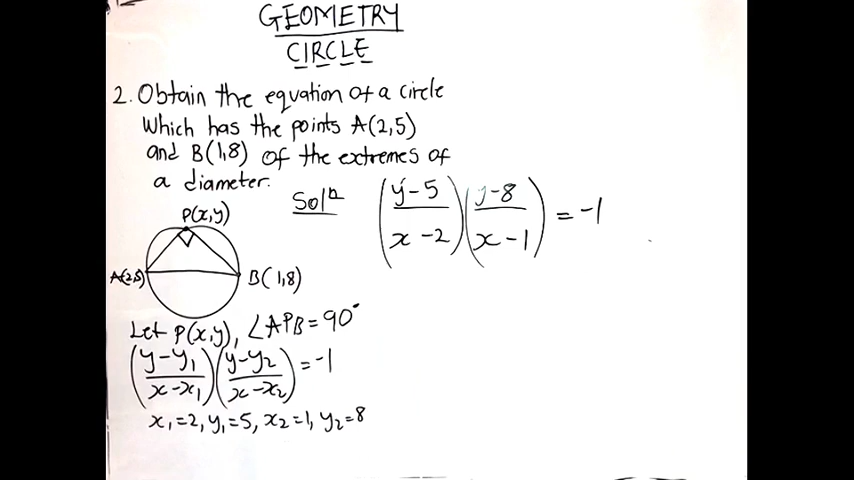 GEOMETRY
CIRCLE
2. Obtain the equation of a circle
which has the points A(2,5)
and B(1,8) of the extremes of
a diameter.
Solⁿ
P(x,y)
A(2,5)
B(1,8)
Let P(x,y), ∠APB = 90°
((y-y₁)/(x-x₁))((y-y₂)/(x-x₂)) = -1
x₁=2, y₁=5, x₂=1, y₂=8
((y-5)/(x-2))((y-8)/(x-1)) = -1